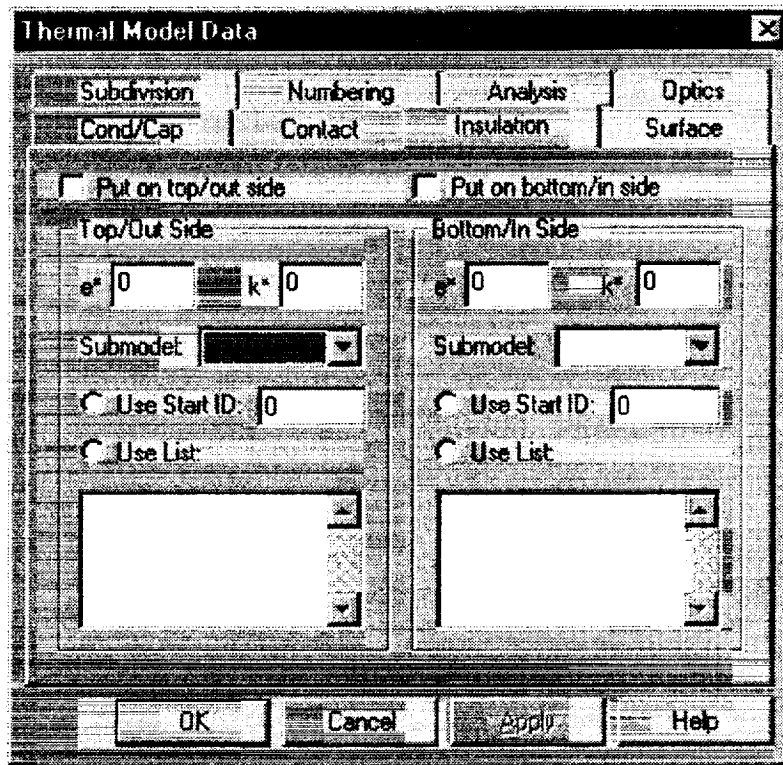 Thermal Model Data
Subdivision Numbering Analysis Optics
Cond/Cap Contact Insulation Surface
Put on top/out side Put on bottom/in side
Top/Out Side Bottom/In Side
e* 0 k* 0 e* 0 k* 0
Submodel: Submodel:
Use Start ID: 0 Use Start ID: 0
Use List: Use List:
OK Cancel Apply Help